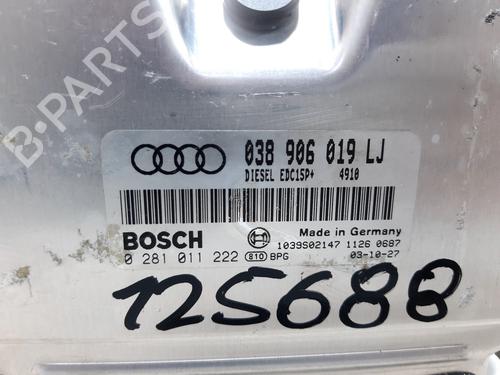 B-PARTS
038 906 019 LJ
DIESEL EDC15P+ 4910
BOSCH
Made in Germany
1039S02147 1126 0687
0 281 011 222 810 BPG 03-10-27
125688